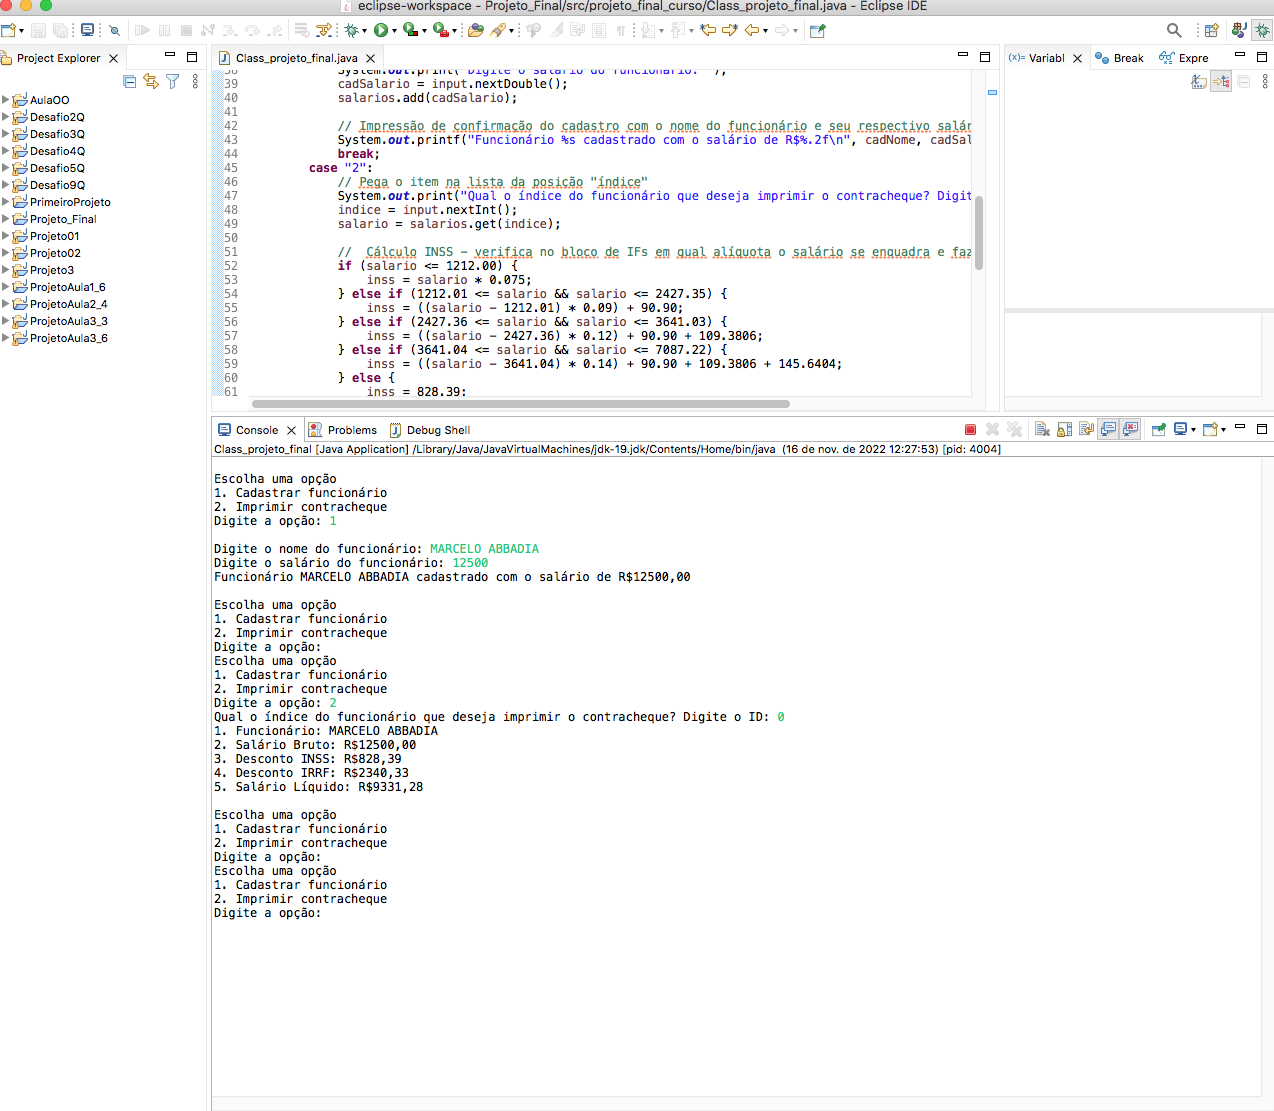 eclipse-workspace - Projeto_Final/src/projeto_final_curso/Class_projeto_final.java - Eclipse IDE
Project Explorer
AulaOO
Desafio2Q
Desafio3Q
Desafio4Q
Desafio5Q
Desafio9Q
PrimeiroProjeto
Projeto_Final
Projeto01
Projeto02
Projeto3
ProjetoAula1_6
ProjetoAula2_4
ProjetoAula3_3
ProjetoAula3_6
Class_projeto_final.java
38 System.out.print("Digite o salário do funcionário: ");
39 cadSalario = input.nextDouble();
40 salarios.add(cadSalario);
41
42 // Impressão de confirmação do cadastro com o nome do funcionário e seu respectivo salár
43 System.out.printf("Funcionário %s cadastrado com o salário de R$%.2f\n", cadNome, cadSal
44 break;
45 case "2":
46 // Pega o item na lista da posição "índice"
47 System.out.print("Qual o índice do funcionário que deseja imprimir o contracheque? Digit
48 indice = input.nextInt();
49 salario = salarios.get(indice);
50
51 //  Cálculo INSS - verifica no bloco de IFs em qual alíquota o salário se enquadra e faz
52 if (salario <= 1212.00) {
53 inss = salario * 0.075;
54 } else if (1212.01 <= salario && salario <= 2427.35) {
55 inss = ((salario - 1212.01) * 0.09) + 90.90;
56 } else if (2427.36 <= salario && salario <= 3641.03) {
57 inss = ((salario - 2427.36) * 0.12) + 90.90 + 109.3806;
58 } else if (3641.04 <= salario && salario <= 7087.22) {
59 inss = ((salario - 3641.04) * 0.14) + 90.90 + 109.3806 + 145.6404;
60 } else {
61 inss = 828.39;
(x)= Variabl
Break
Expre
Console
Problems
Debug Shell
Class_projeto_final [Java Application] /Library/Java/JavaVirtualMachines/jdk-19.jdk/Contents/Home/bin/java (16 de nov. de 2022 12:27:53) [pid: 4004]
Escolha uma opção
1. Cadastrar funcionário
2. Imprimir contracheque
Digite a opção: 1
Digite o nome do funcionário: MARCELO ABBADIA
Digite o salário do funcionário: 12500
Funcionário MARCELO ABBADIA cadastrado com o salário de R$12500,00
Escolha uma opção
1. Cadastrar funcionário
2. Imprimir contracheque
Digite a opção:
Escolha uma opção
1. Cadastrar funcionário
2. Imprimir contracheque
Digite a opção: 2
Qual o índice do funcionário que deseja imprimir o contracheque? Digite o ID: 0
1. Funcionário: MARCELO ABBADIA
2. Salário Bruto: R$12500,00
3. Desconto INSS: R$828,39
4. Desconto IRRF: R$2340,33
5. Salário Líquido: R$9331,28
Escolha uma opção
1. Cadastrar funcionário
2. Imprimir contracheque
Digite a opção:
Escolha uma opção
1. Cadastrar funcionário
2. Imprimir contracheque
Digite a opção: